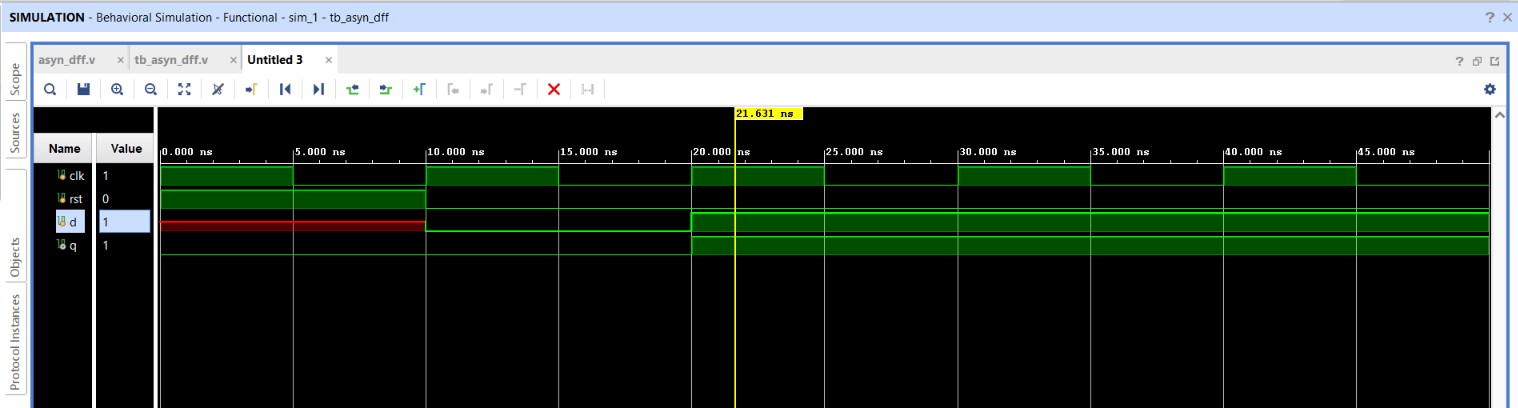 SIMULATION - Behavioral Simulation - Functional - sim_1 - tb_asyn_dff
? ×
asyn_dff.v × tb_asyn_dff.v × Untitled 3 ×
?
Scope
Sources
Objects
Protocol Instances
21.631 ns
Name Value
0.000 ns 5.000 ns 10.000 ns 15.000 ns 20.000 ns 25.000 ns 30.000 ns 35.000 ns 40.000 ns 45.000 ns
clk 1
rst 0
d 1
q 1